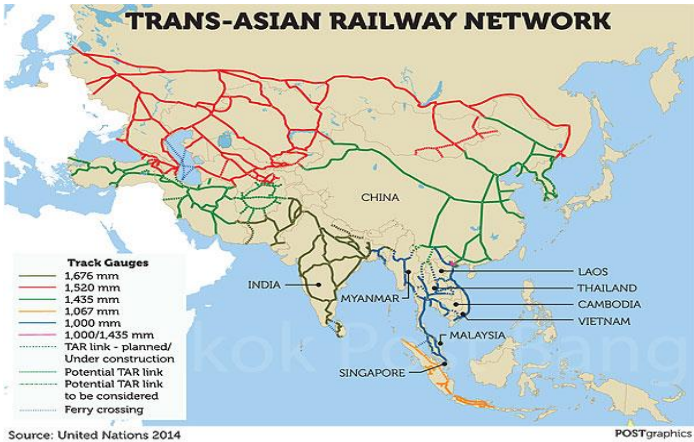 TRANS-ASIAN RAILWAY NETWORK
CHINA
INDIA
MYANMAR
LAOS
THAILAND
CAMBODIA
VIETNAM
MALAYSIA
SINGAPORE
Track Gauges
1,676 mm
1,520 mm
1,435 mm
1,067 mm
1,000 mm
1,000/1,435 mm
TAR link - planned/
Under construction
Potential TAR link
Potential TAR link
to be considered
Ferry crossing
Source: United Nations 2014
POSTgraphics